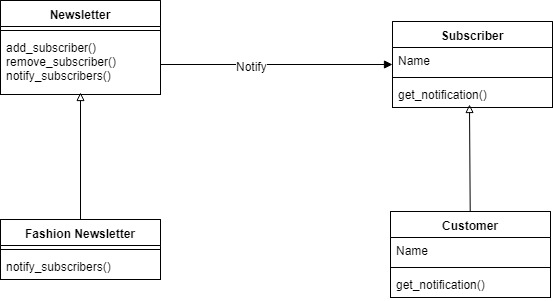 Newsletter
add_subscriber()
remove_subscriber()
notify_subscribers()
Notify
Subscriber
Name
get_notification()
Fashion Newsletter
notify_subscribers()
Customer
Name
get_notification()